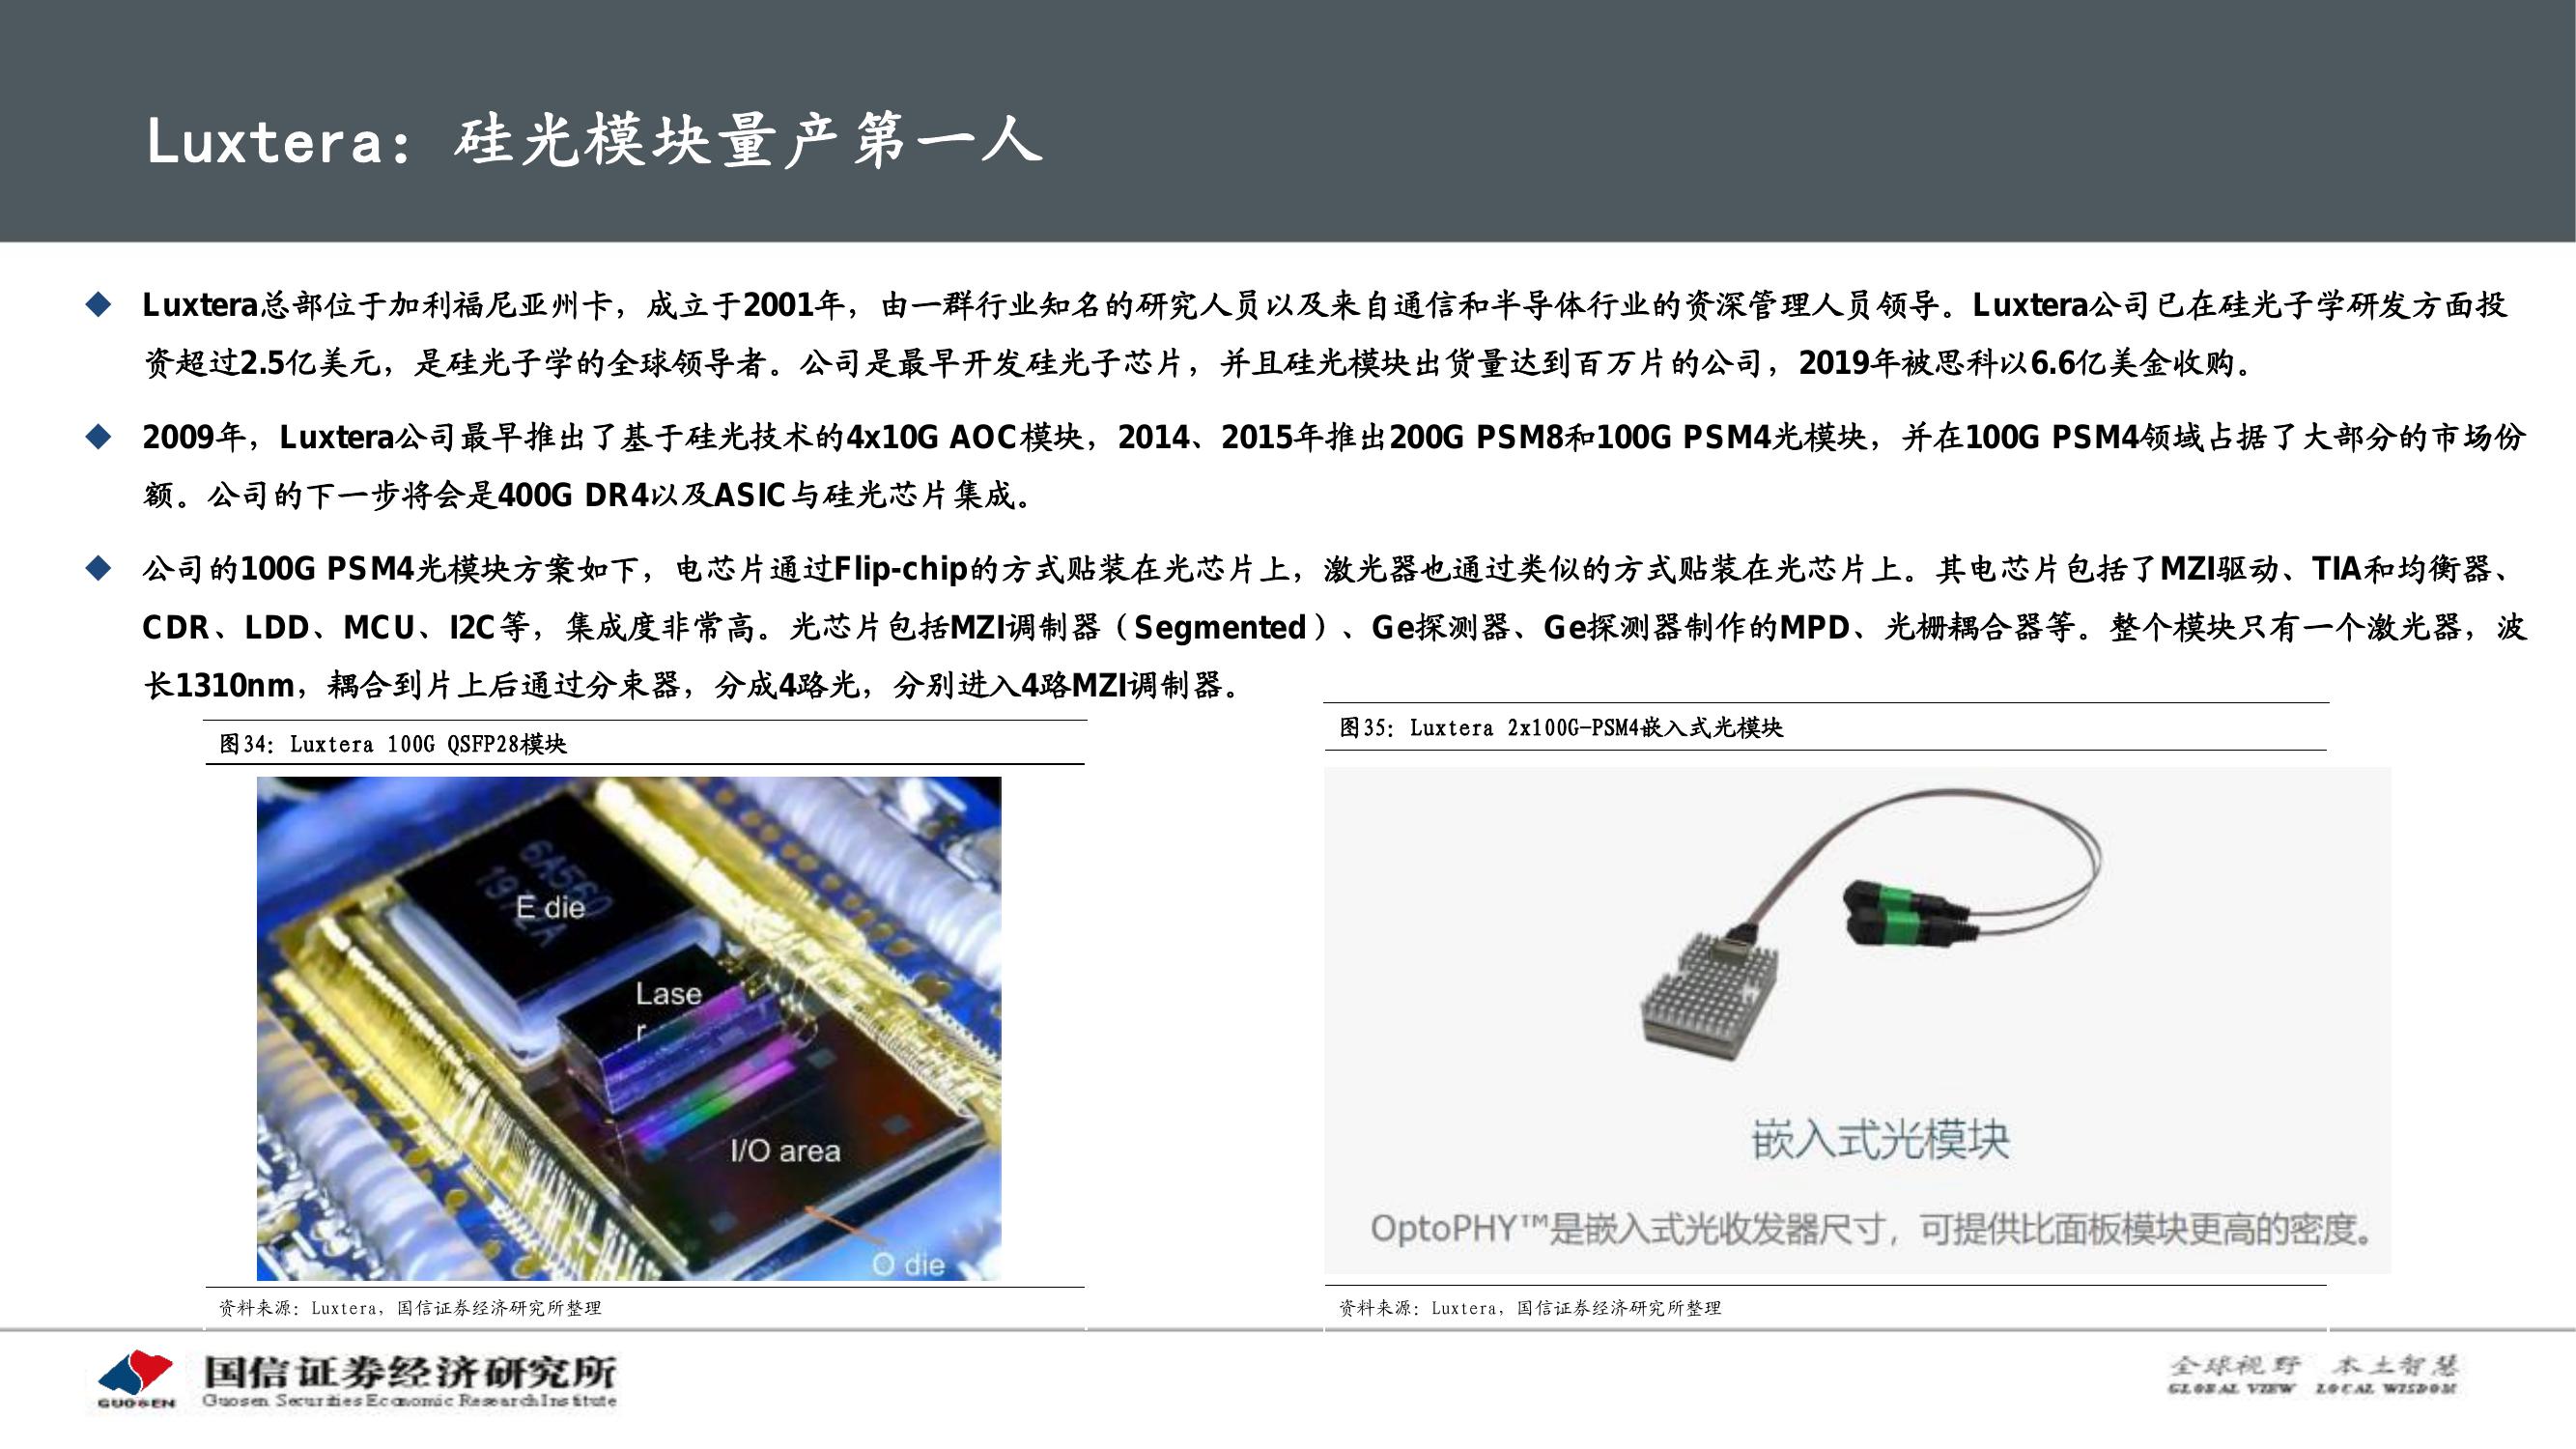 Luxtera：硅光模块量产第一人
◆ Luxtera总部位于加利福尼亚州卡，成立于2001年，由一群行业知名的研究人员以及来自通信和半导体行业的资深管理人员领导。Luxtera公司已在硅光子学研发方面投
资超过2.5亿美元，是硅光子学的全球领导者。公司是最早开发硅光子芯片，并且硅光模块出货量达到百万片的公司，2019年被思科以6.6亿美金收购。
◆ 2009年，Luxtera公司最早推出了基于硅光技术的4x10G AOC模块，2014、2015年推出200G PSM8和100G PSM4光模块，并在100G PSM4领域占据了大部分的市场份
额。公司的下一步将会是400G DR4以及ASIC与硅光芯片集成。
◆ 公司的100G PSM4光模块方案如下，电芯片通过Flip-chip的方式贴装在光芯片上，激光器也通过类似的方式贴装在光芯片上。其电芯片包括了MZI驱动、TIA和均衡器、
CDR、LDD、MCU、I2C等，集成度非常高。光芯片包括MZI调制器（Segmented）、Ge探测器、Ge探测器制作的MPD、光栅耦合器等。整个模块只有一个激光器，波
长1310nm，耦合到片上后通过分束器，分成4路光，分别进入4路MZI调制器。
图34：Luxtera 100G QSFP28模块
E die
Lase
r
I/O area
O die
资料来源：Luxtera，国信证券经济研究所整理
图35：Luxtera 2x100G-PSM4嵌入式光模块
嵌入式光模块
OptoPHY™是嵌入式光收发器尺寸，可提供比面板模块更高的密度。
资料来源：Luxtera，国信证券经济研究所整理
GUOSEN
国信证券经济研究所
Guosen Securities Economic Research Institute
全球视野 本土智慧
GLOBAL VIEW LOCAL WISDOM